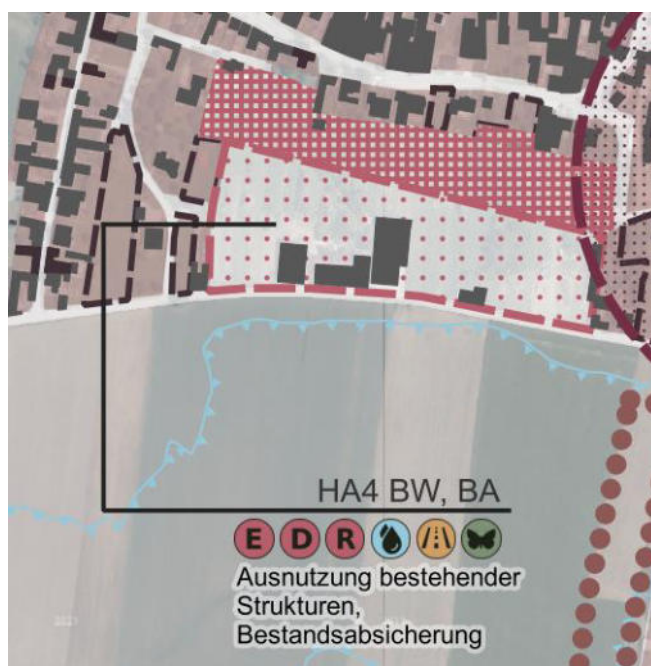 HA4 BW, BA
E D R
Ausnutzung bestehender
Strukturen,
Bestandsabsicherung